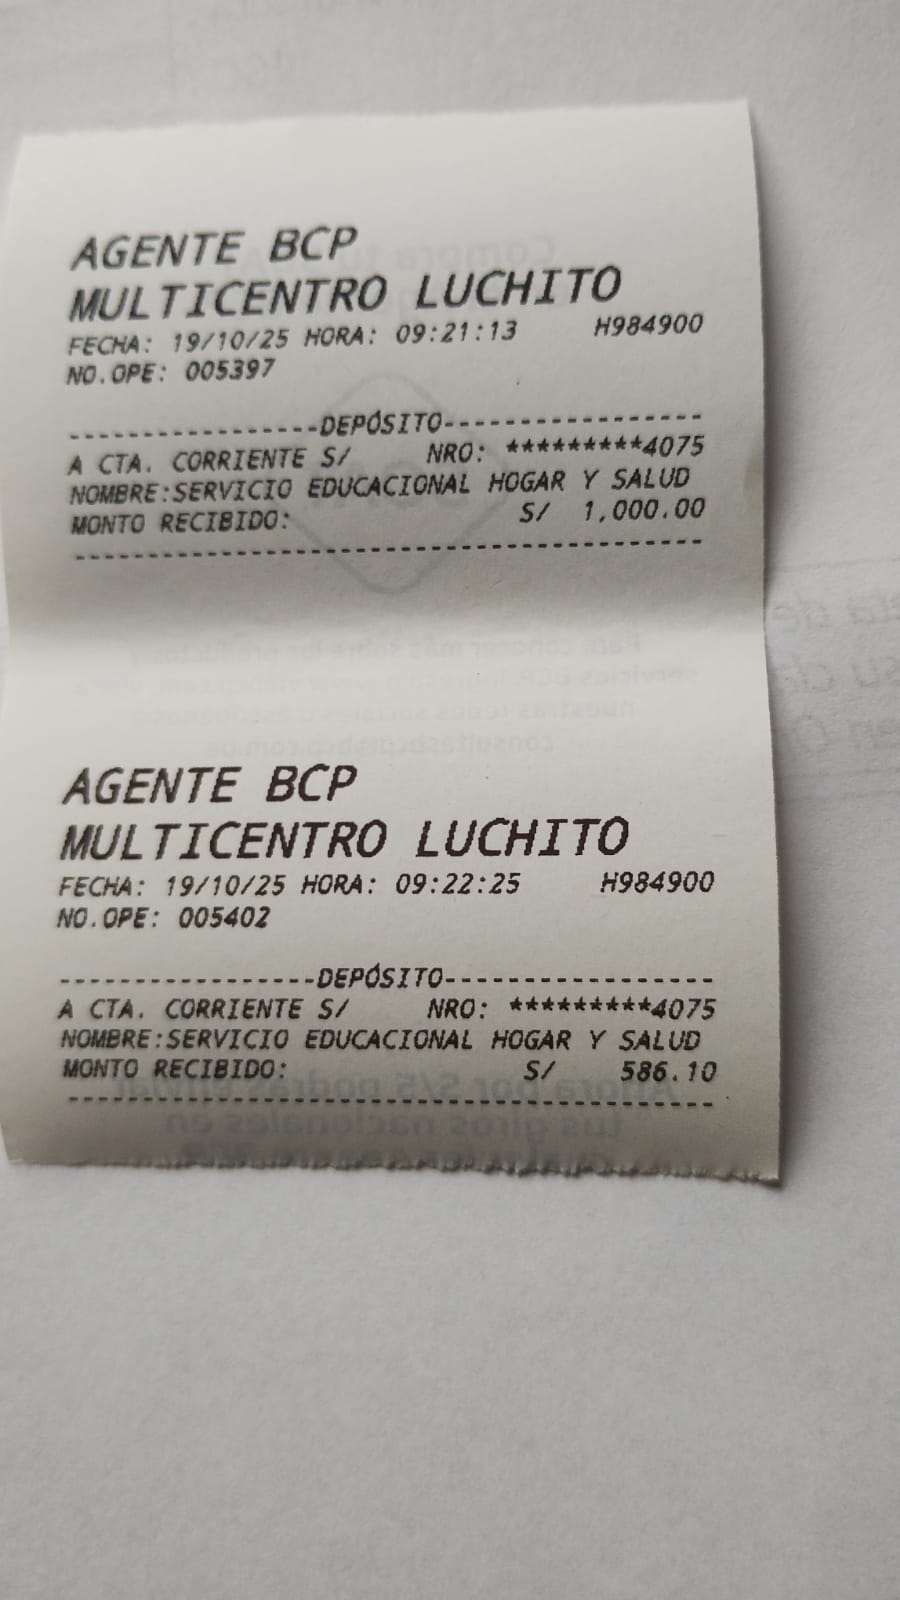 AGENTE BCP
MULTICENTRO LUCHITO
FECHA: 19/10/25 HORA: 09:21:13 H984900
NO.OPE: 005397
------------------DEPÓSITO------------------
A CTA. CORRIENTE S/ NRO: *********4075
NOMBRE:SERVICIO EDUCACIONAL HOGAR Y SALUD
MONTO RECIBIDO: S/ 1,000.00
--------------------------------------------
AGENTE BCP
MULTICENTRO LUCHITO
FECHA: 19/10/25 HORA: 09:22:25 H984900
NO.OPE: 005402
------------------DEPÓSITO------------------
A CTA. CORRIENTE S/ NRO: *********4075
NOMBRE:SERVICIO EDUCACIONAL HOGAR Y SALUD
MONTO RECIBIDO: S/ 586.10
--------------------------------------------